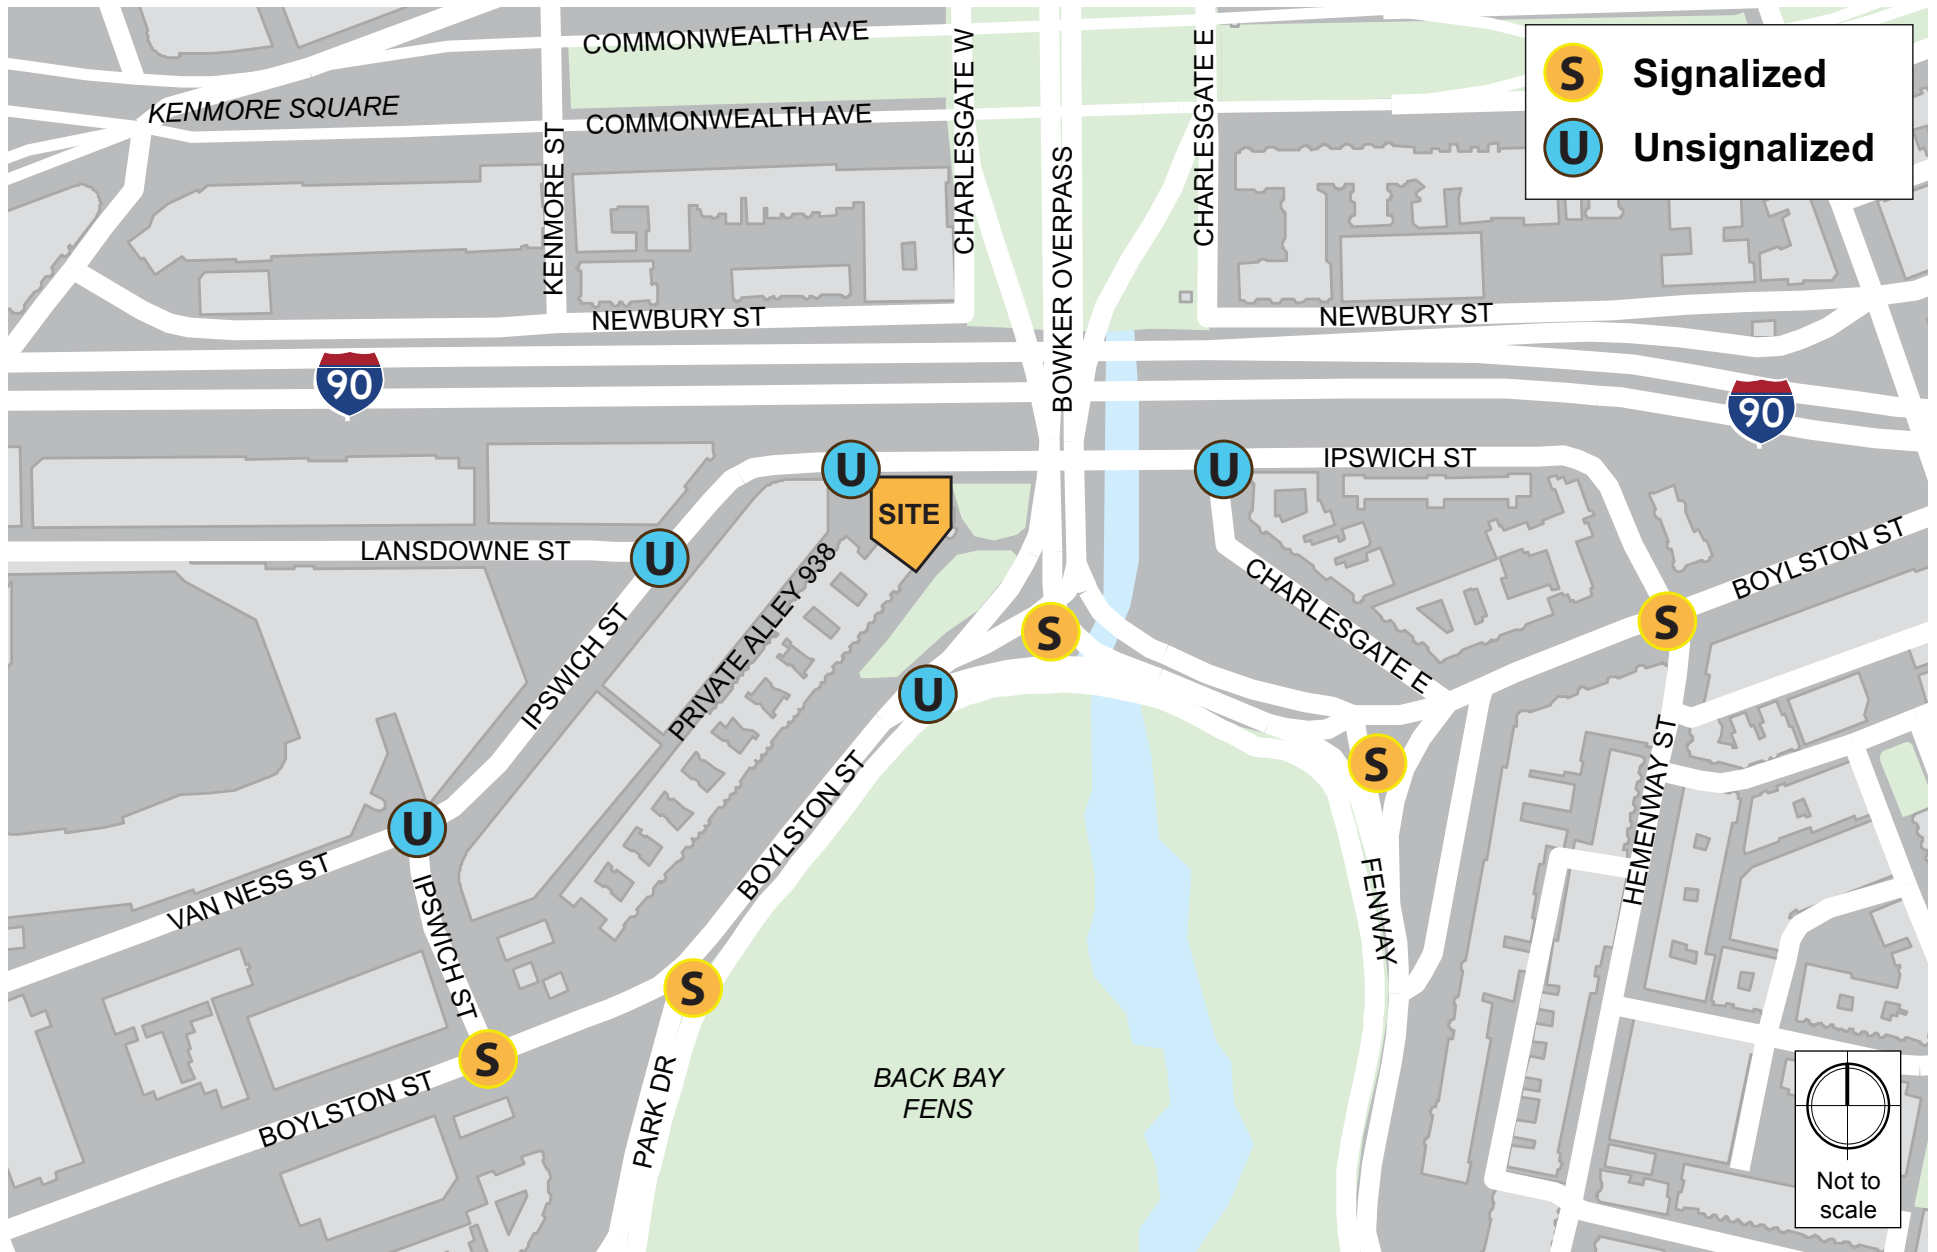 COMMONWEALTH AVE
KENMORE SQUARE
COMMONWEALTH AVE
KENMORE ST
CHARLESGATE W
BOWKER OVERPASS
CHARLESGATE E
S Signalized
U Unsignalized
NEWBURY ST
NEWBURY ST
90
90
U
U
IPSWICH ST
SITE
LANSDOWNE ST
U
PRIVATE ALLEY 938
IPSWICH ST
CHARLESGATE E
BOYLSTON ST
S
S
U
S
BOYLSTON ST
HEMENWAY ST
U
VAN NESS ST
IPSWICH ST
FENWAY
S
S
BOYLSTON ST
PARK DR
BACK BAY
FENS
Not to
scale